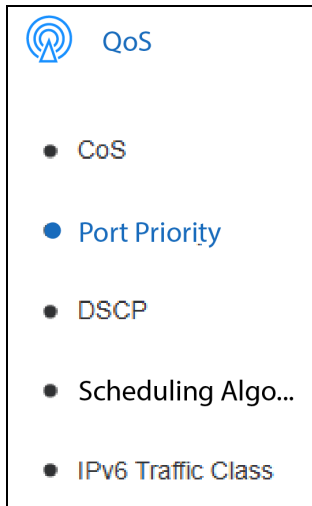 QoS
CoS
Port Priority
DSCP
Scheduling Algo...
IPv6 Traffic Class